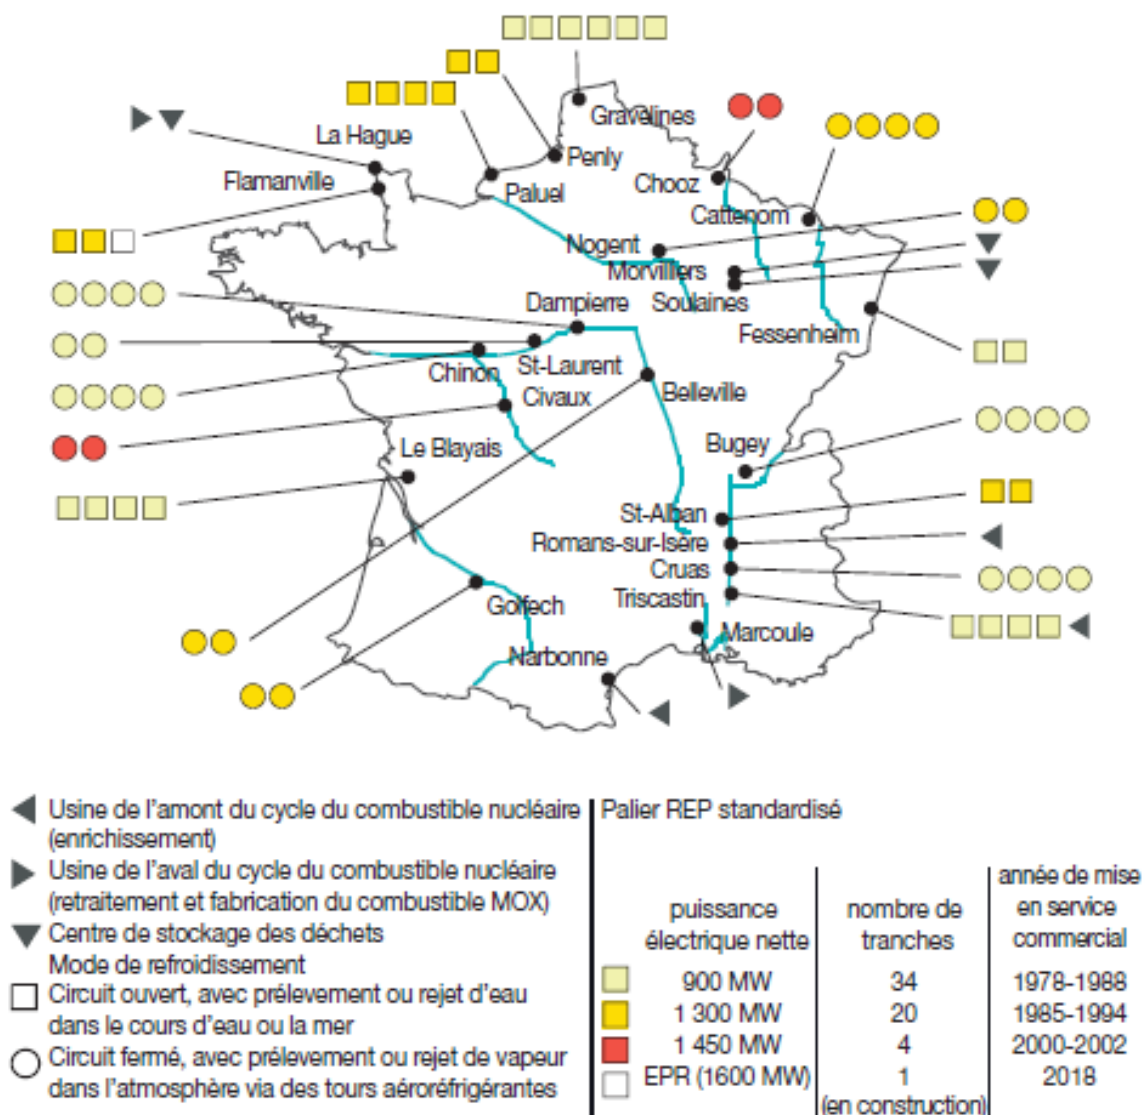 Gravelines
La Hague
Penly
Flamanville
Paluel
Chooz
Cattenom
Nogent
Morvilliers
Dampierre
Soulaines
Fessenheim
St-Laurent
Chinon
Civaux
Belleville
Le Blayais
Bugey
St-Alban
Romans-sur-Isère
Cruas
Golfech
Triscastin
Marcoule
Narbonne
Usine de l'amont du cycle du combustible nucléaire
(enrichissement)
Usine de l'aval du cycle du combustible nucléaire
(retraitement et fabrication du combustible MOX)
Centre de stockage des déchets
Mode de refroidissement
Circuit ouvert, avec prélevement ou rejet d'eau
dans le cours d'eau ou la mer
Circuit fermé, avec prélevement ou rejet de vapeur
dans l'atmosphère via des tours aéroréfrigérantes
Palier REP standardisé
puissance
électrique nette
nombre de
tranches
année de mise
en service
commercial
900 MW 34 1978-1988
1 300 MW 20 1985-1994
1 450 MW 4 2000-2002
EPR (1600 MW) 1 2018
(en construction)